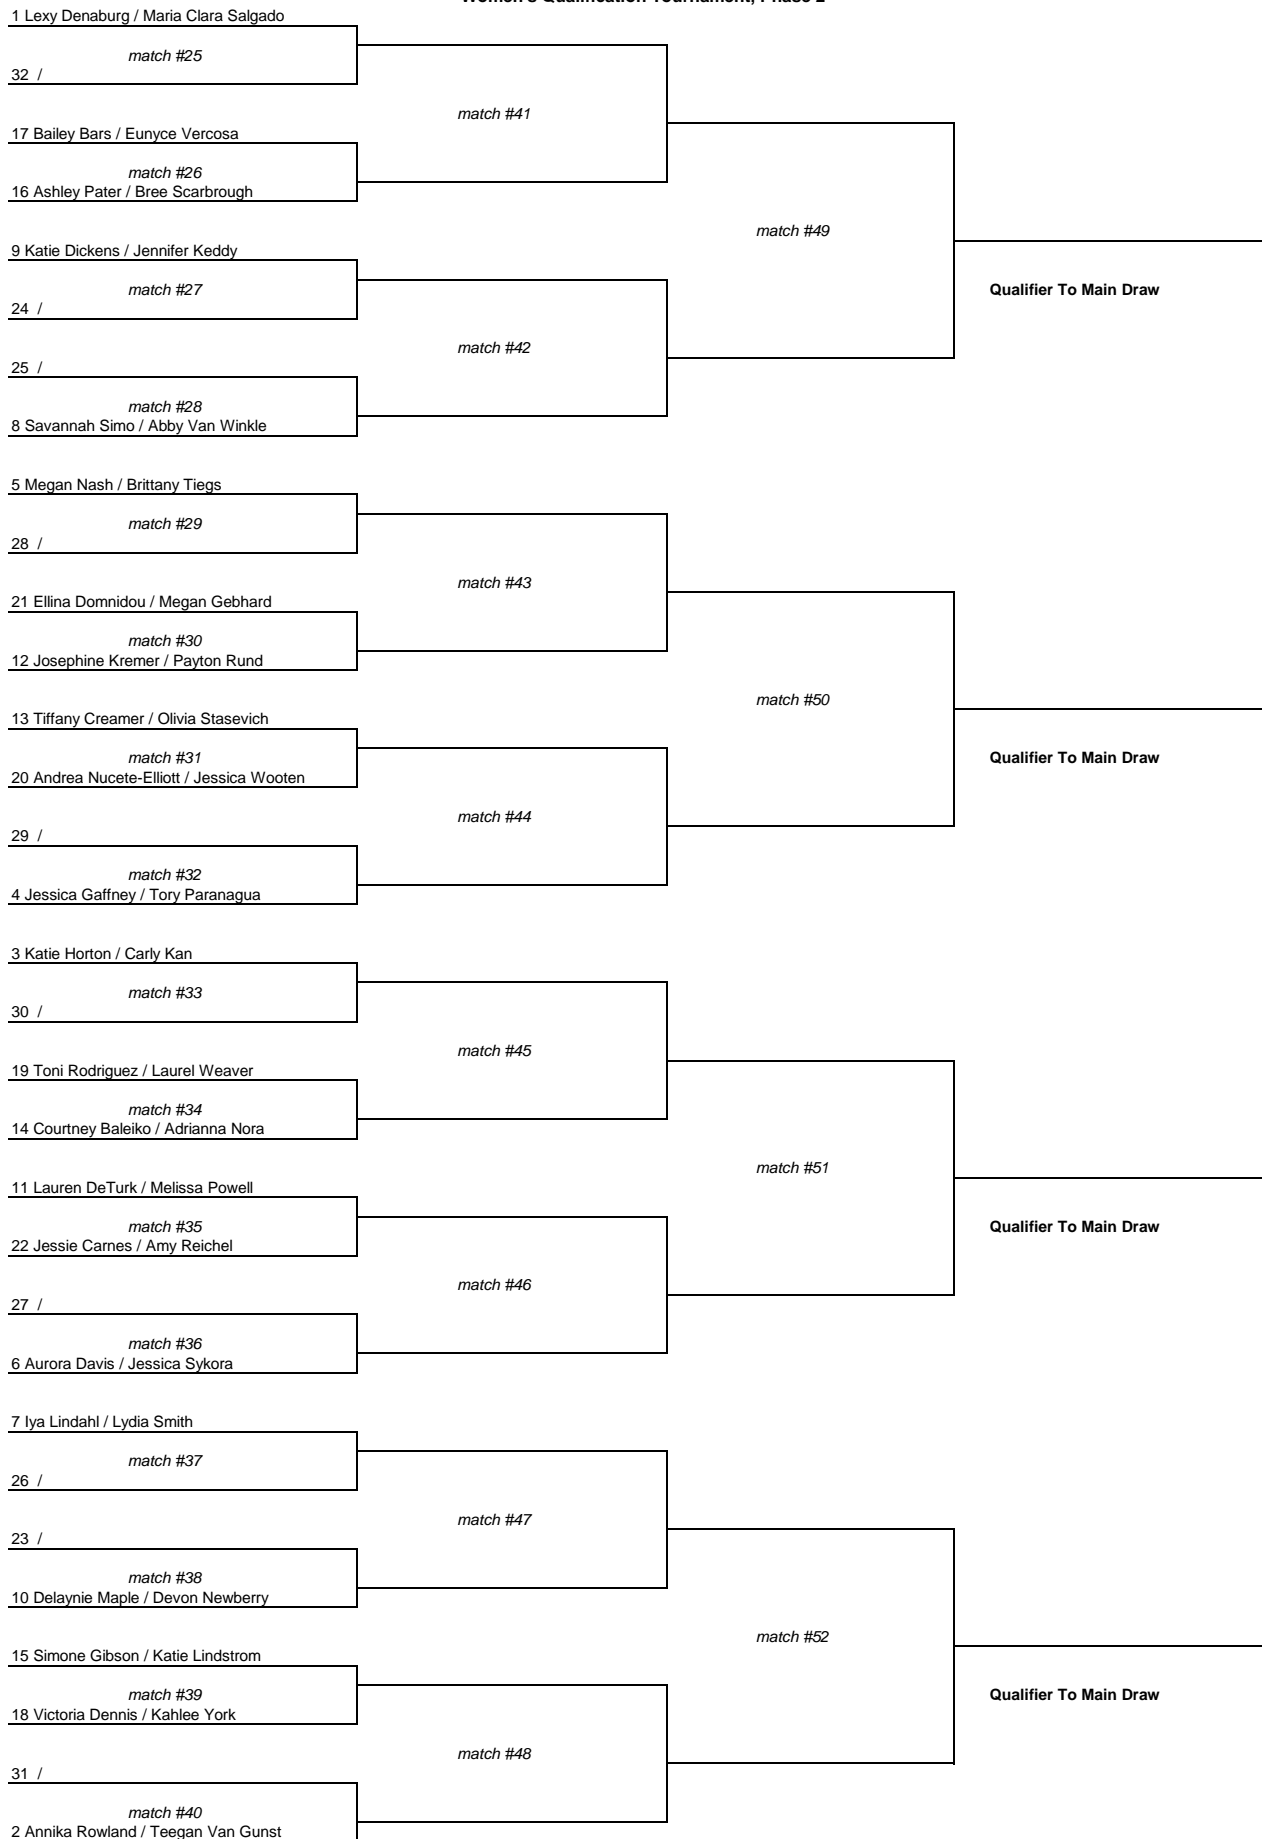 Women's Qualification Tournament, Phase 2
1 Lexy Denaburg / Maria Clara Salgado
match #25
32 /
match #41
17 Bailey Bars / Eunyce Vercosa
match #26
16 Ashley Pater / Bree Scarbrough
match #49
9 Katie Dickens / Jennifer Keddy
match #27
Qualifier To Main Draw
24 /
match #42
25 /
match #28
8 Savannah Simo / Abby Van Winkle
5 Megan Nash / Brittany Tiegs
match #29
28 /
match #43
21 Ellina Domnidou / Megan Gebhard
match #30
12 Josephine Kremer / Payton Rund
match #50
13 Tiffany Creamer / Olivia Stasevich
match #31
Qualifier To Main Draw
20 Andrea Nucete-Elliott / Jessica Wooten
match #44
29 /
match #32
4 Jessica Gaffney / Tory Paranagua
3 Katie Horton / Carly Kan
match #33
30 /
match #45
19 Toni Rodriguez / Laurel Weaver
match #34
14 Courtney Baleiko / Adrianna Nora
match #51
11 Lauren DeTurk / Melissa Powell
match #35
Qualifier To Main Draw
22 Jessie Carnes / Amy Reichel
match #46
27 /
match #36
6 Aurora Davis / Jessica Sykora
7 Iya Lindahl / Lydia Smith
match #37
26 /
match #47
23 /
match #38
10 Delaynie Maple / Devon Newberry
match #52
15 Simone Gibson / Katie Lindstrom
match #39
Qualifier To Main Draw
18 Victoria Dennis / Kahlee York
match #48
31 /
match #40
2 Annika Rowland / Teegan Van Gunst